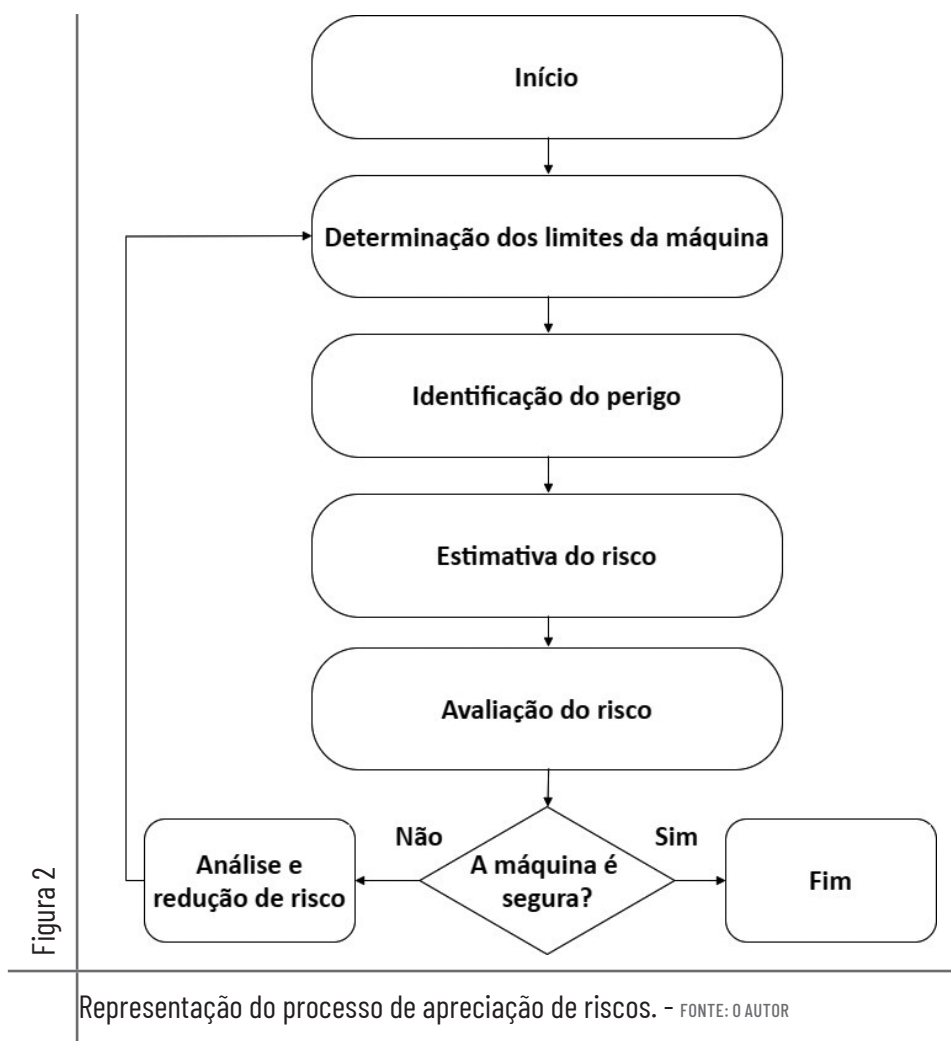 Início
Determinação dos limites da máquina
Identificação do perigo
Estimativa do risco
Avaliação do risco
Não
Sim
Análise e
redução de risco
A máquina é
segura?
Fim
Figura 2
Representação do processo de apreciação de riscos. - FONTE: O AUTOR